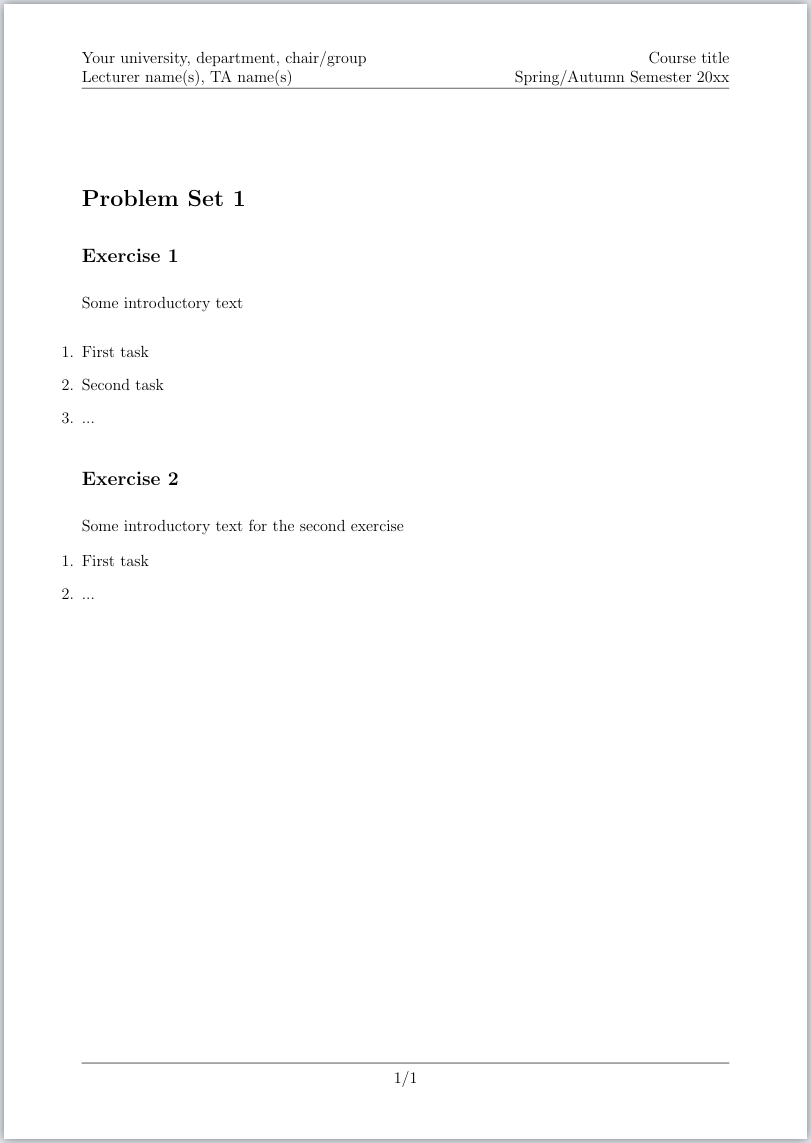 Your university, department, chair/group
Course title
Lecturer name(s), TA name(s)
Spring/Autumn Semester 20xx
Problem Set 1
Exercise 1
Some introductory text
1. First task
2. Second task
3. ...
Exercise 2
Some introductory text for the second exercise
1. First task
2. ...
1/1